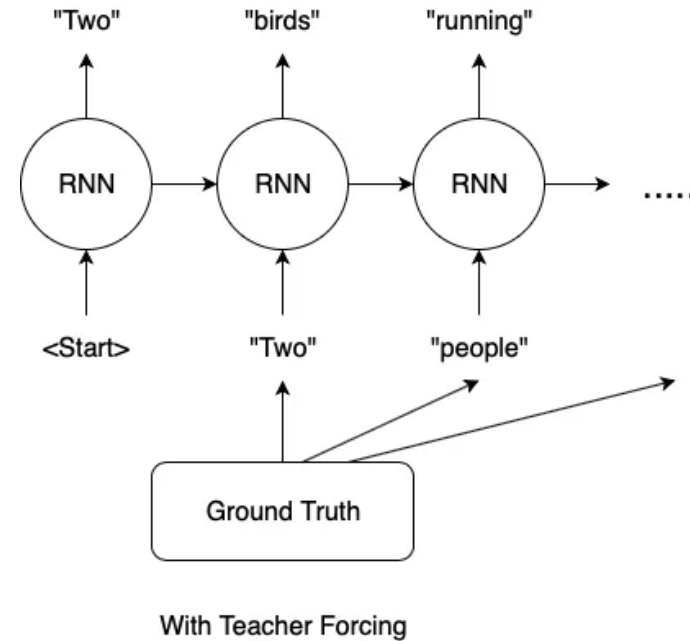 "Two" "birds" "running"
RNN RNN RNN .....
<Start> "Two" "people"
Ground Truth
With Teacher Forcing